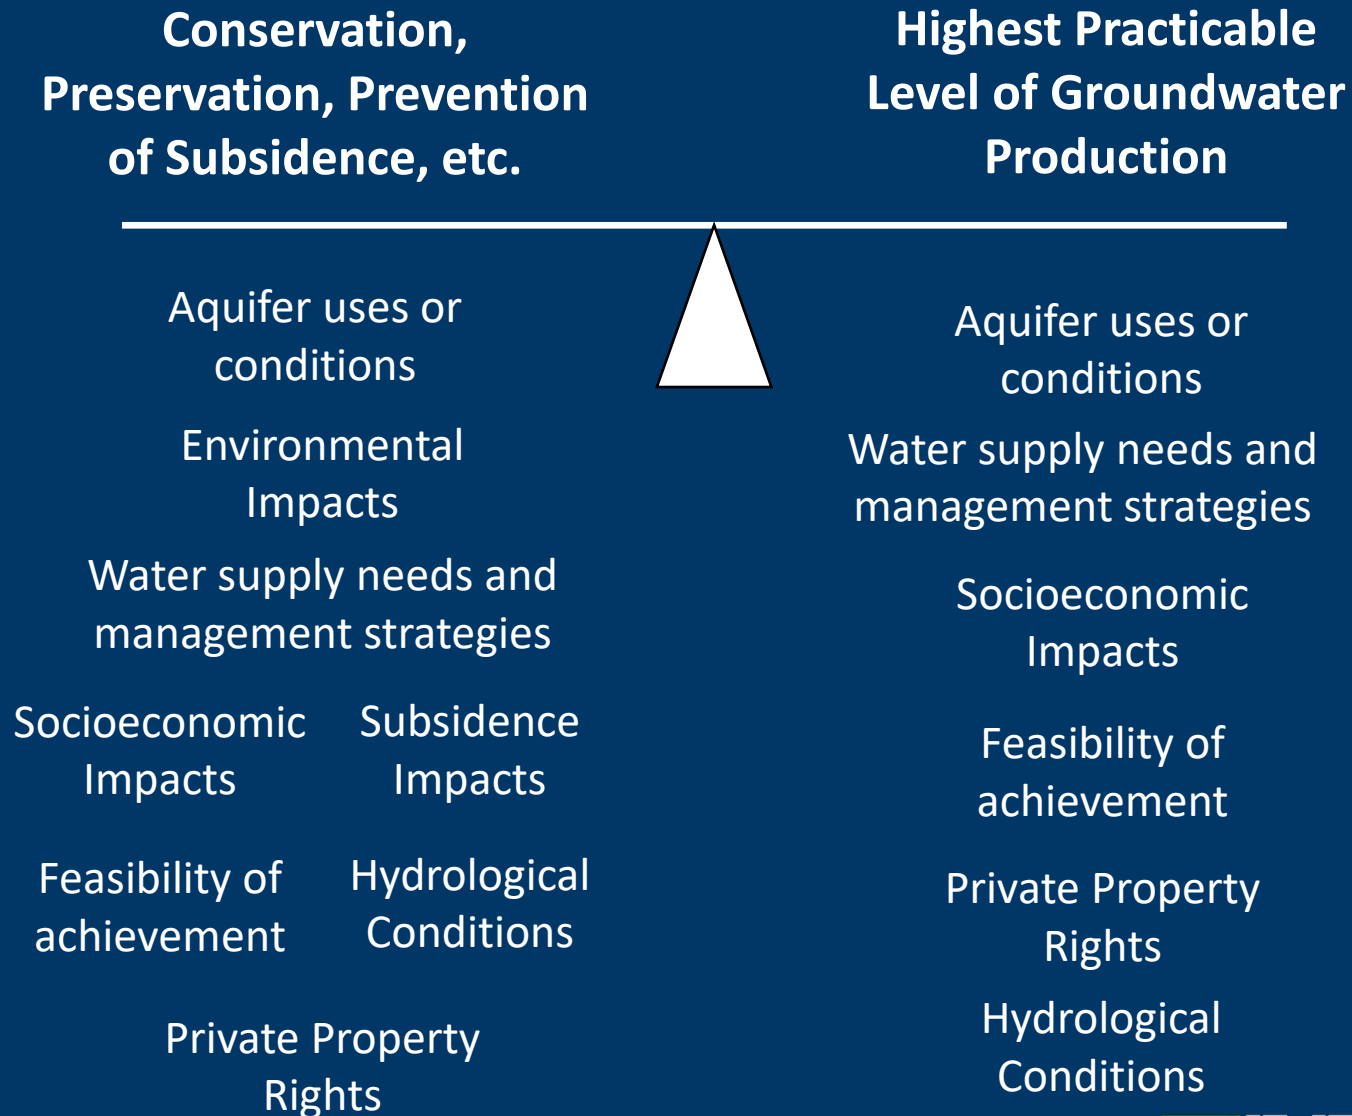 Conservation,
Preservation, Prevention
of Subsidence, etc.
Highest Practicable
Level of Groundwater
Production
Aquifer uses or
conditions
Environmental
Impacts
Water supply needs and
management strategies
Socioeconomic
Impacts
Subsidence
Impacts
Feasibility of
achievement
Hydrological
Conditions
Private Property
Rights
Aquifer uses or
conditions
Water supply needs and
management strategies
Socioeconomic
Impacts
Feasibility of
achievement
Private Property
Rights
Hydrological
Conditions